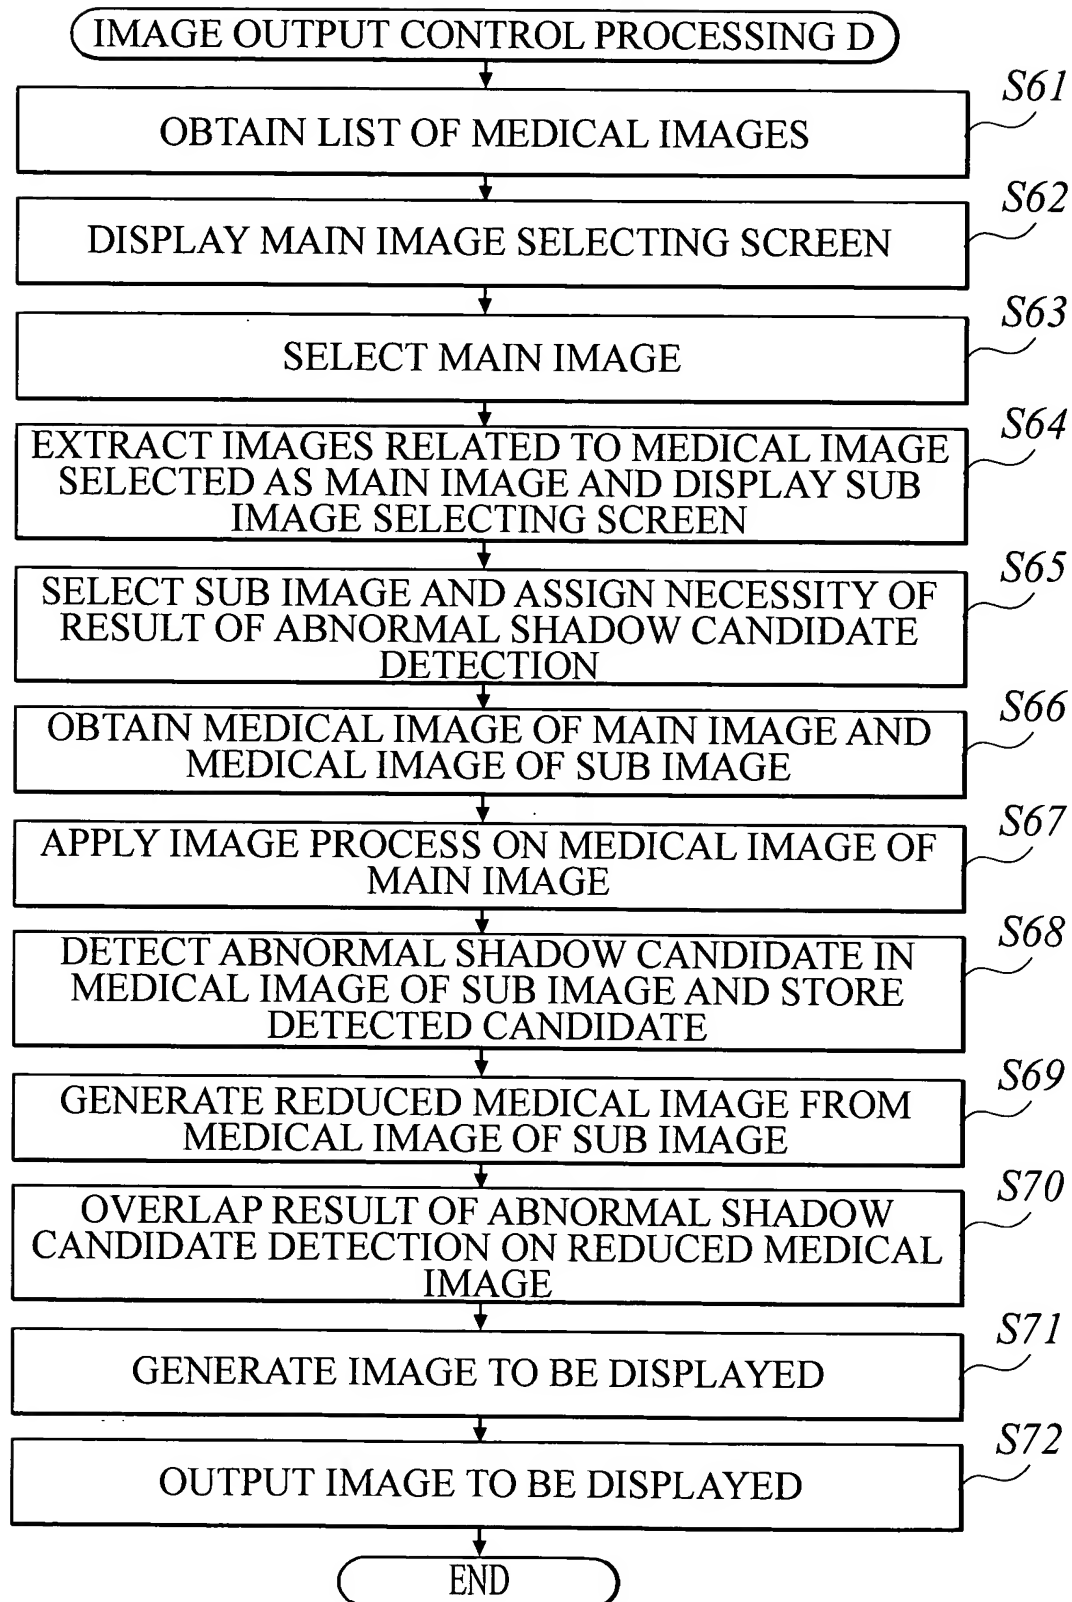 IMAGE OUTPUT CONTROL PROCESSING D
S61
OBTAIN LIST OF MEDICAL IMAGES
S62
DISPLAY MAIN IMAGE SELECTING SCREEN
S63
SELECT MAIN IMAGE
S64
EXTRACT IMAGES RELATED TO MEDICAL IMAGE
SELECTED AS MAIN IMAGE AND DISPLAY SUB
IMAGE SELECTING SCREEN
S65
SELECT SUB IMAGE AND ASSIGN NECESSITY OF
RESULT OF ABNORMAL SHADOW CANDIDATE
DETECTION
S66
OBTAIN MEDICAL IMAGE OF MAIN IMAGE AND
MEDICAL IMAGE OF SUB IMAGE
S67
APPLY IMAGE PROCESS ON MEDICAL IMAGE OF
MAIN IMAGE
S68
DETECT ABNORMAL SHADOW CANDIDATE IN
MEDICAL IMAGE OF SUB IMAGE AND STORE
DETECTED CANDIDATE
S69
GENERATE REDUCED MEDICAL IMAGE FROM
MEDICAL IMAGE OF SUB IMAGE
S70
OVERLAP RESULT OF ABNORMAL SHADOW
CANDIDATE DETECTION ON REDUCED MEDICAL
IMAGE
S71
GENERATE IMAGE TO BE DISPLAYED
S72
OUTPUT IMAGE TO BE DISPLAYED
END